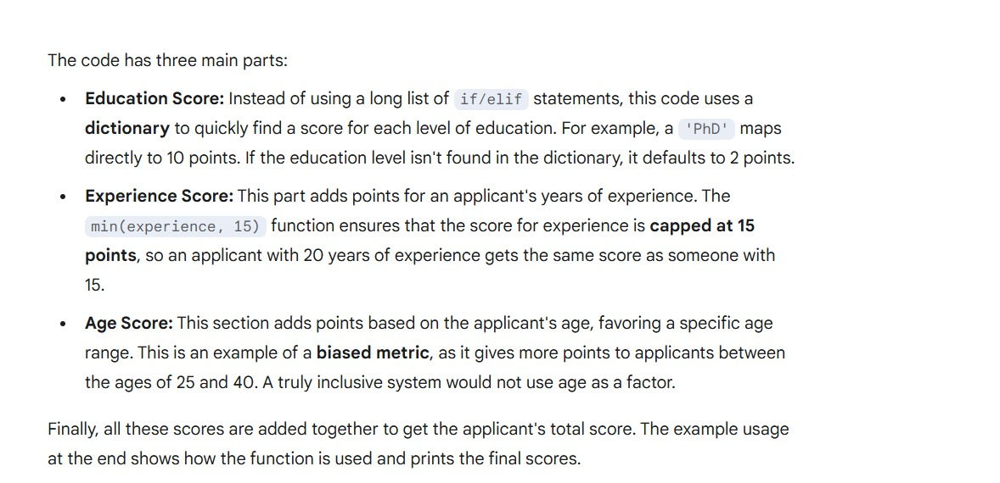 The code has three main parts:
• Education Score: Instead of using a long list of if/elif statements, this code uses a
dictionary to quickly find a score for each level of education. For example, a 'PhD' maps
directly to 10 points. If the education level isn't found in the dictionary, it defaults to 2 points.
• Experience Score: This part adds points for an applicant's years of experience. The
min(experience, 15) function ensures that the score for experience is capped at 15
points, so an applicant with 20 years of experience gets the same score as someone with
15.
• Age Score: This section adds points based on the applicant's age, favoring a specific age
range. This is an example of a biased metric, as it gives more points to applicants between
the ages of 25 and 40. A truly inclusive system would not use age as a factor.
Finally, all these scores are added together to get the applicant's total score. The example usage
at the end shows how the function is used and prints the final scores.